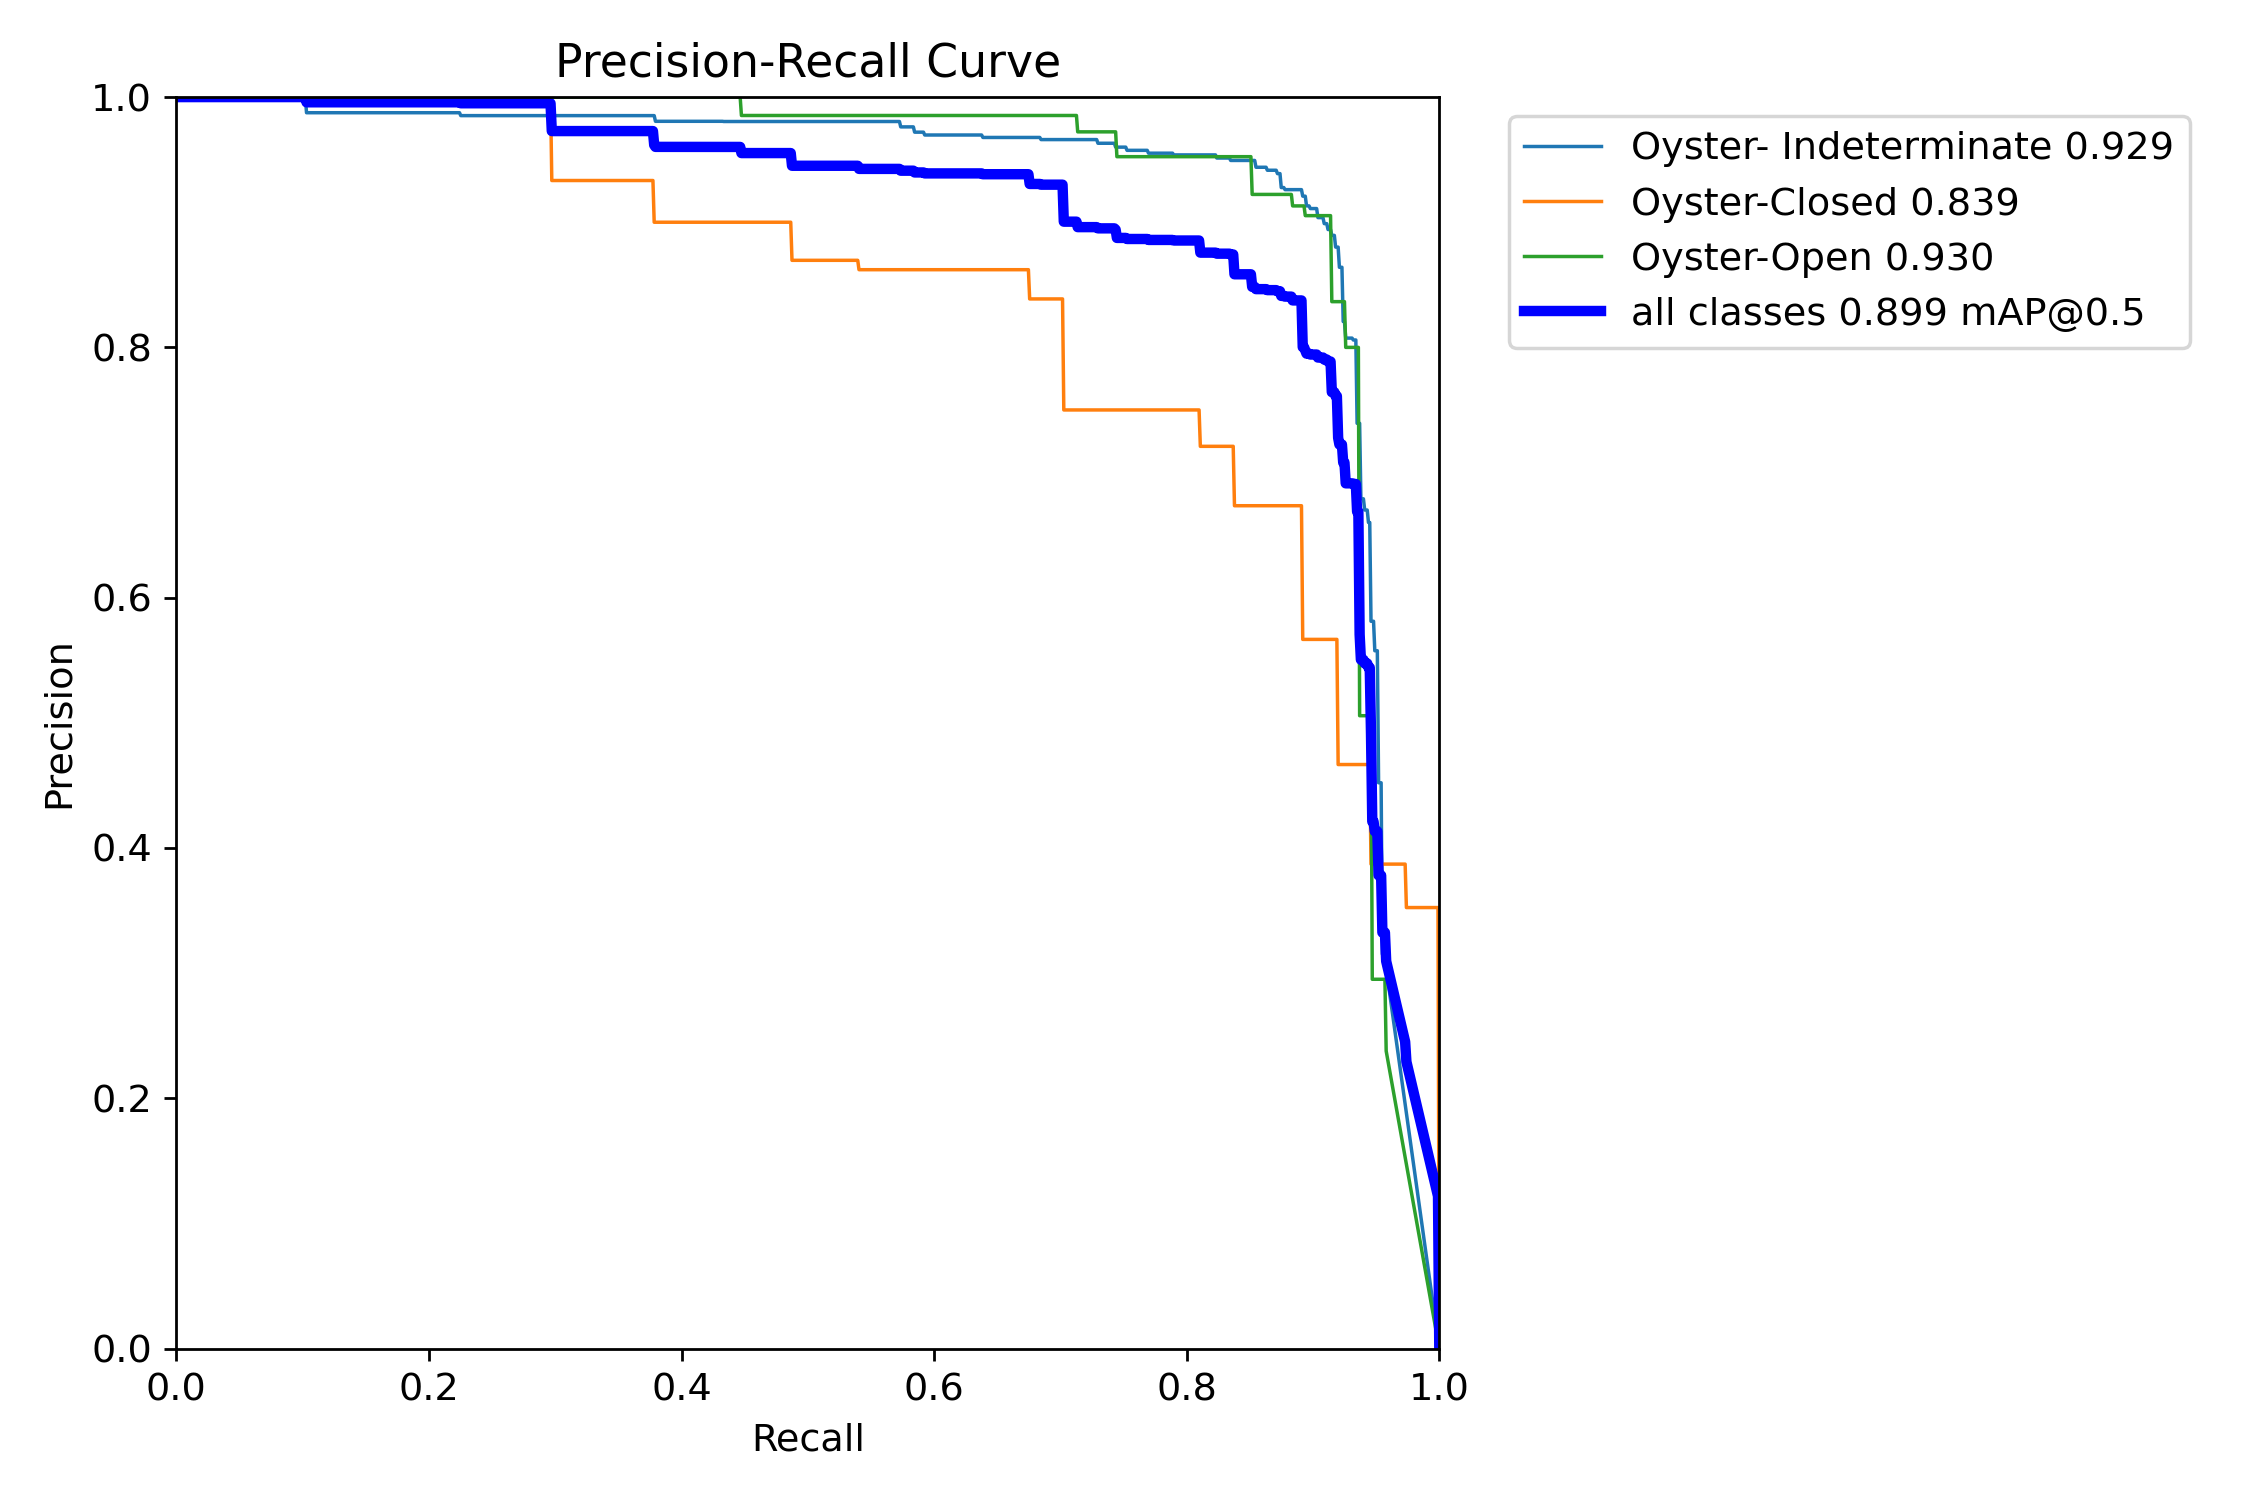 Precision-Recall Curve
1.0
0.8
0.6
0.4
0.2
0.0
Precision
0.0 0.2 0.4 0.6 0.8 1.0
Recall
Oyster- Indeterminate 0.929
Oyster-Closed 0.839
Oyster-Open 0.930
all classes 0.899 mAP@0.5